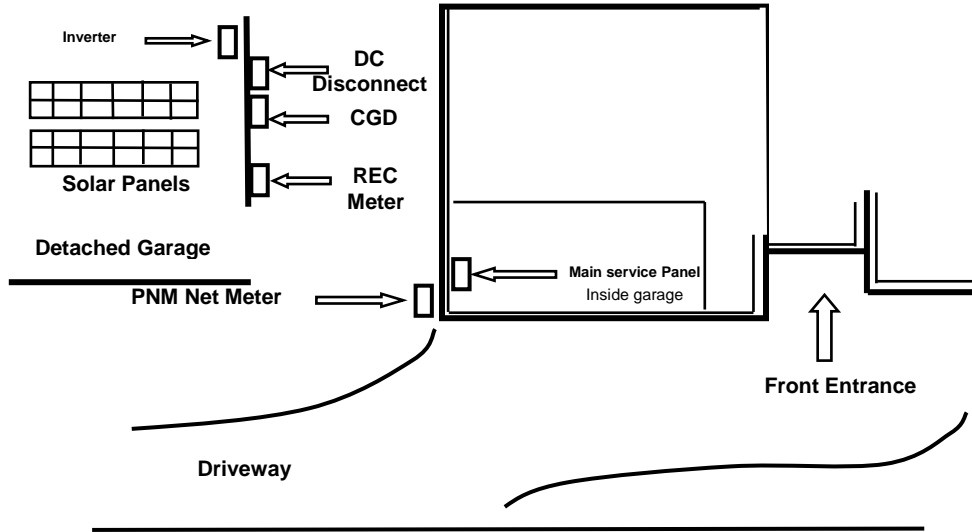 Inverter
DC
Disconnect
CGD
Solar Panels
REC
Meter
Detached Garage
PNM Net Meter
Main service Panel
Inside garage
Front Entrance
Driveway